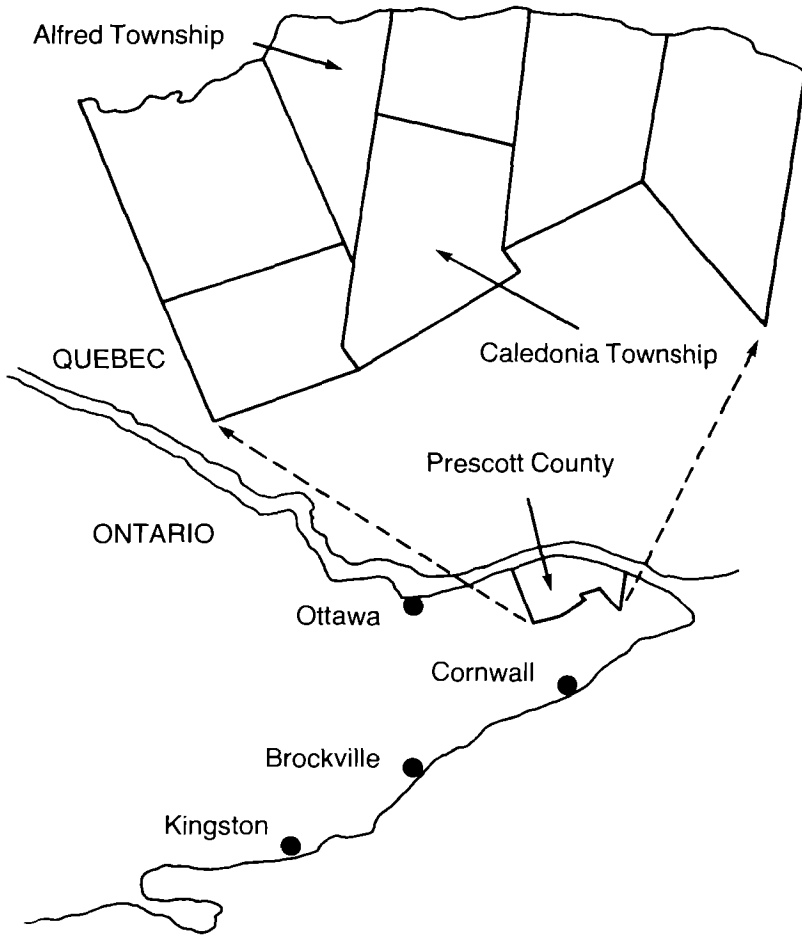 Alfred Township
Caledonia Township
QUEBEC
Prescott County
ONTARIO
Ottawa
Cornwall
Brockville
Kingston